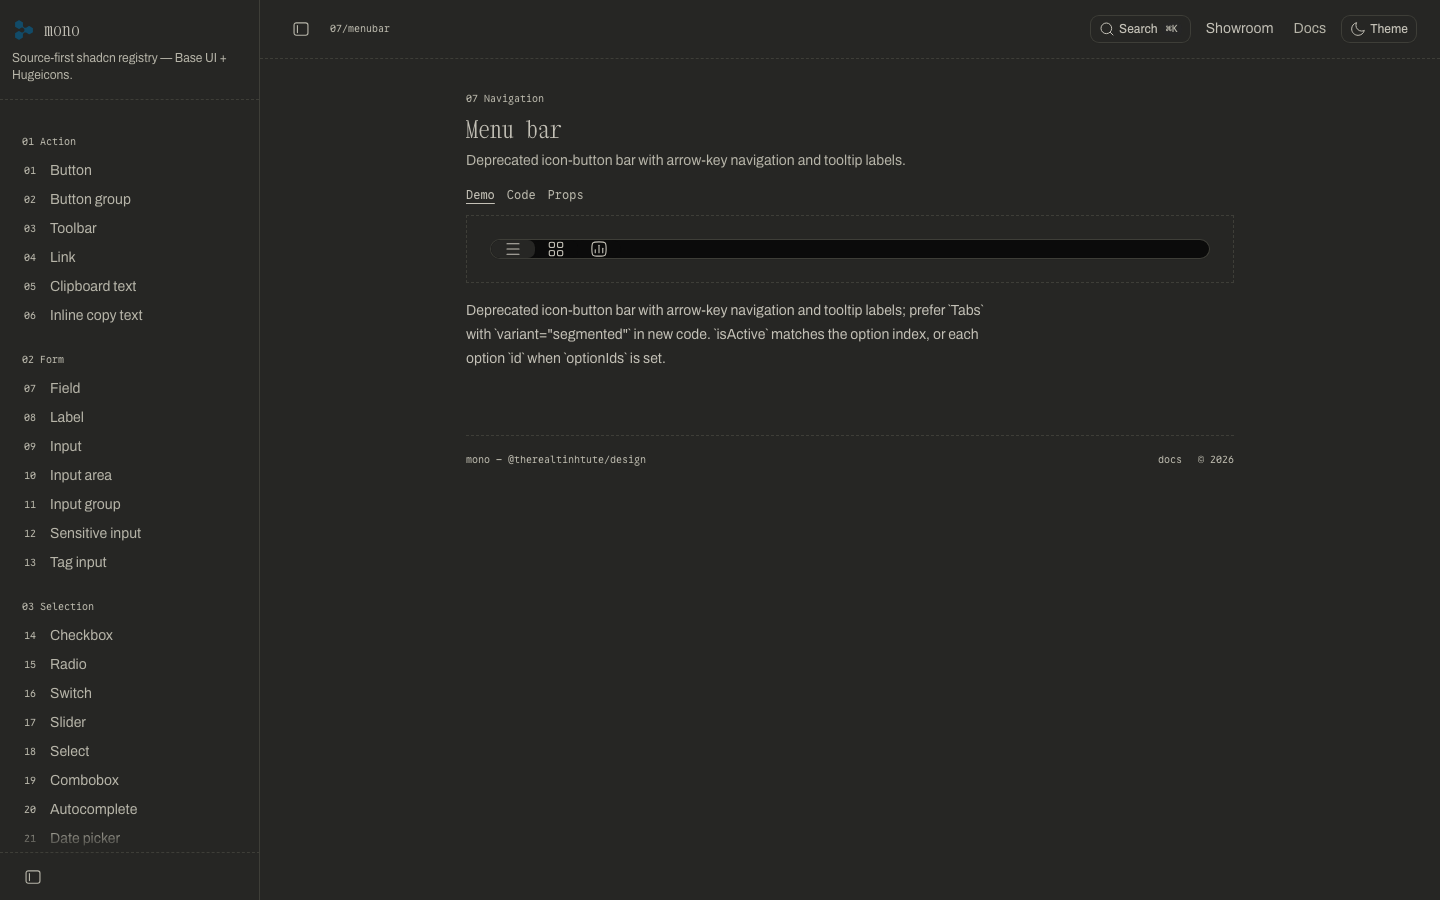 mono
Source-first shadcn registry — Base UI +
Hugeicons.
01 Action
01 Button
02 Button group
03 Toolbar
04 Link
05 Clipboard text
06 Inline copy text
02 Form
07 Field
08 Label
09 Input
10 Input area
11 Input group
12 Sensitive input
13 Tag input
03 Selection
14 Checkbox
15 Radio
16 Switch
17 Slider
18 Select
19 Combobox
20 Autocomplete
21 Date picker
07/menubar
Search ⌘K
Showroom
Docs
Theme
07 Navigation
Menu bar
Deprecated icon-button bar with arrow-key navigation and tooltip labels.
Demo Code Props
Deprecated icon-button bar with arrow-key navigation and tooltip labels; prefer `Tabs`
with `variant="segmented"` in new code. `isActive` matches the option index, or each
option `id` when `optionIds` is set.
mono — @therealtinhtute/design
docs © 2026